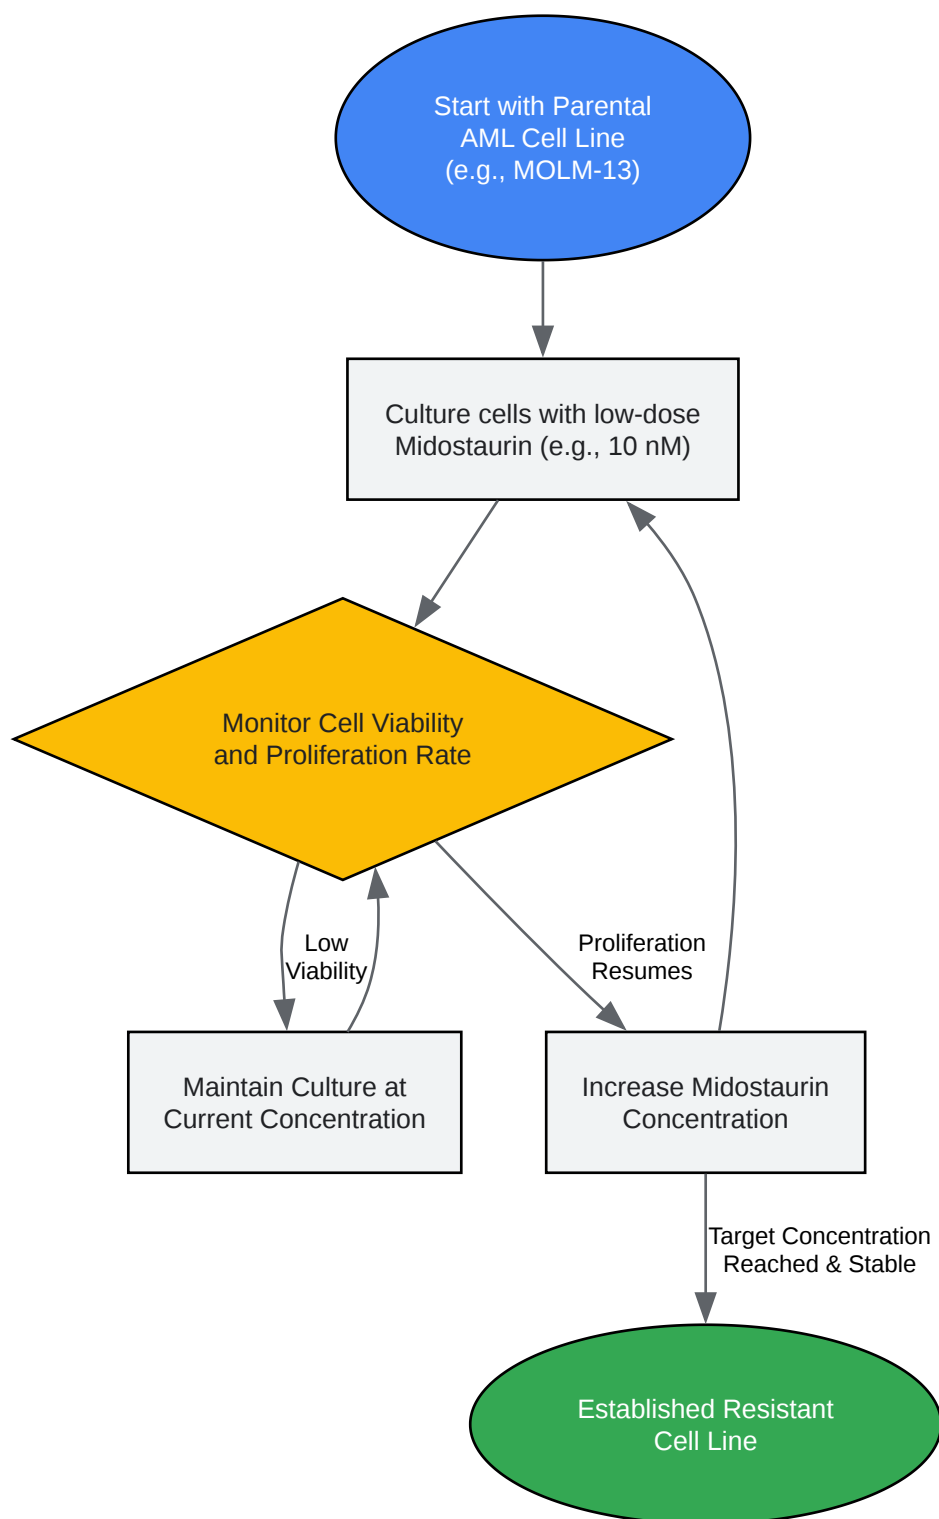 Start with Parental
AML Cell Line
(e.g., MOLM-13)
Culture cells with low-dose
Midostaurin (e.g., 10 nM)
Monitor Cell Viability
and Proliferation Rate
Low
Viability
Proliferation
Resumes
Maintain Culture at
Current Concentration
Increase Midostaurin
Concentration
Target Concentration
Reached & Stable
Established Resistant
Cell Line